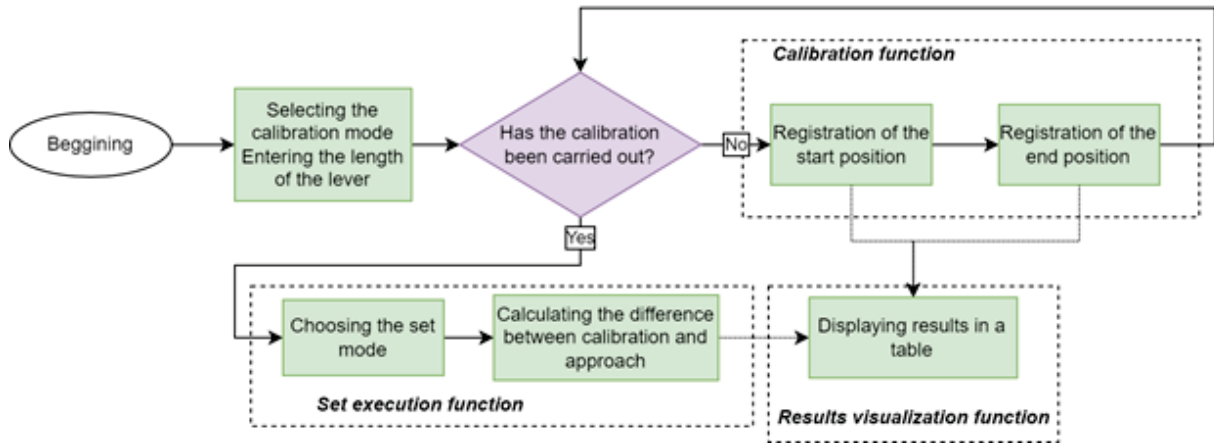 Calibration function
Beggining
Selecting the
calibration mode
Entering the length
of the lever
Has the calibration
been carried out?
No
Registration of the
start position
Registration of the
end position
Yes
Choosing the set
mode
Calculating the difference
between calibration and
approach
Displaying results in a
table
Set execution function
Results visualization function